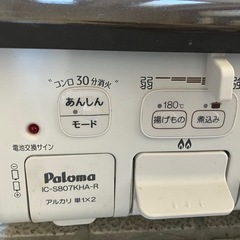 コンロ30分消火
あんしん
モード
弱
強
180℃
揚げもの
煮込み
電池交換サイン
Paloma
IC-S807KHA-R
アルカリ 単1×2